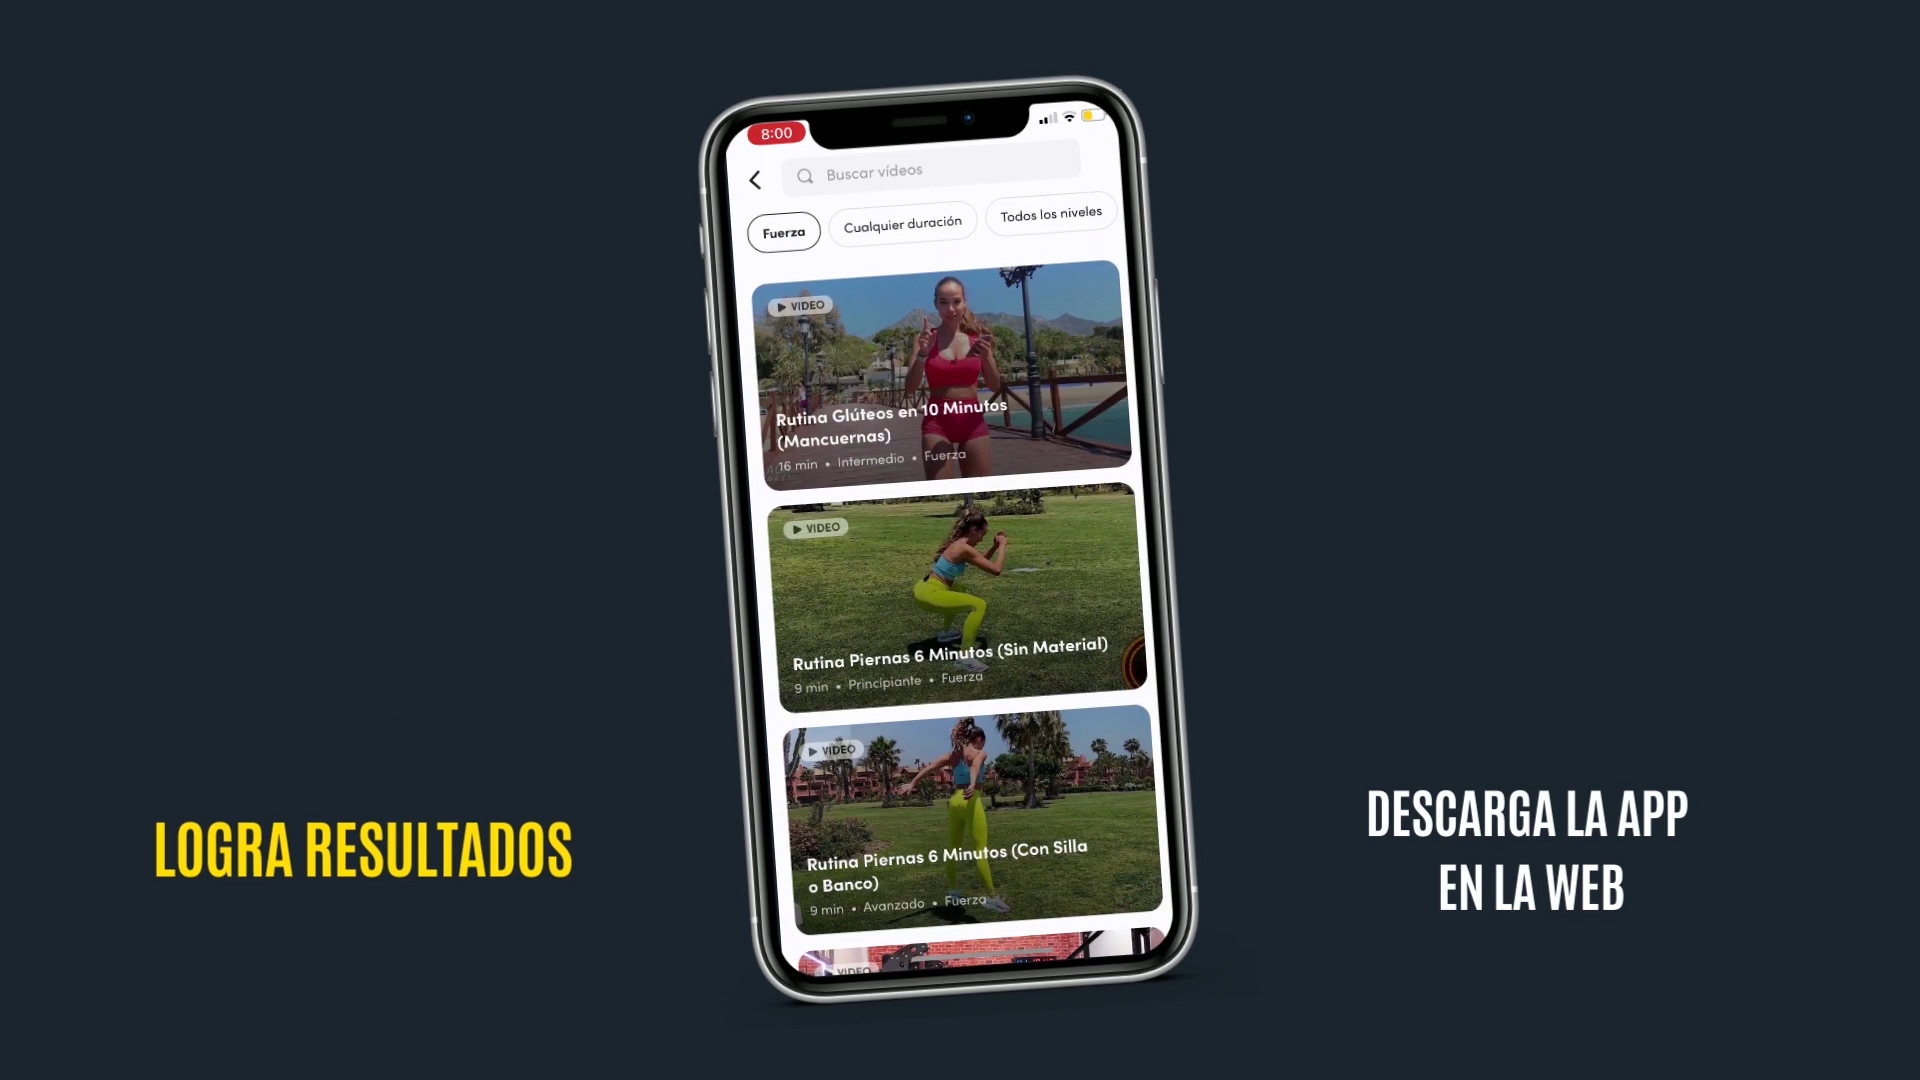 8:00
Buscar vídeos
Fuerza
Cualquier duración
Todos los niveles
VIDEO
Rutina Glúteos en 10 Minutos
(Mancuernas)
16 min • Intermedio • Fuerza
VIDEO
Rutina Piernas 6 Minutos (Sin Material)
9 min • Principiante • Fuerza
VIDEO
Rutina Piernas 6 Minutos (Con Silla
o Banco)
9 min • Avanzado • Fuerza
VIDEO
LOGRA RESULTADOS
DESCARGA LA APP
EN LA WEB